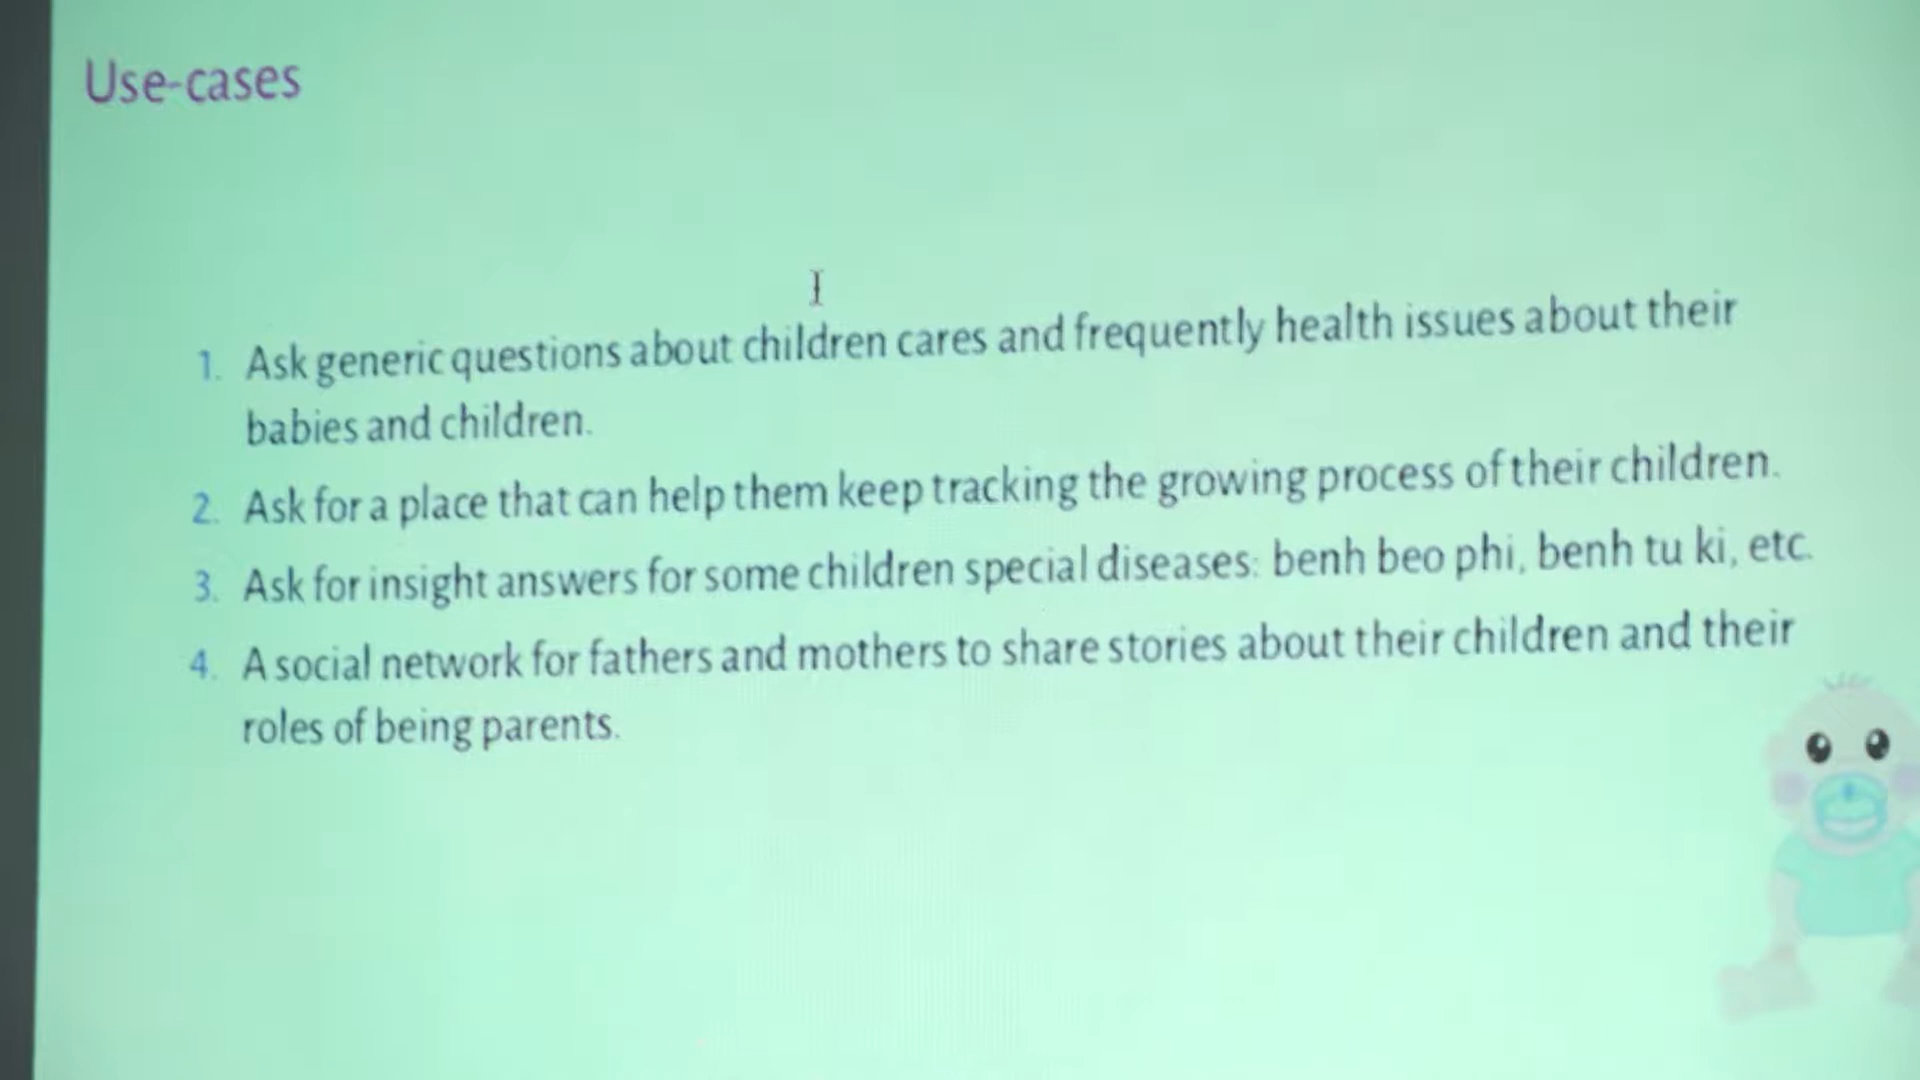 Use-cases
1. Ask generic questions about children cares and frequently health issues about their
babies and children.
2. Ask for a place that can help them keep tracking the growing process of their children.
3. Ask for insight answers for some children special diseases: benh beo phi, benh tu ki, etc.
4. A social network for fathers and mothers to share stories about their children and their
roles of being parents.